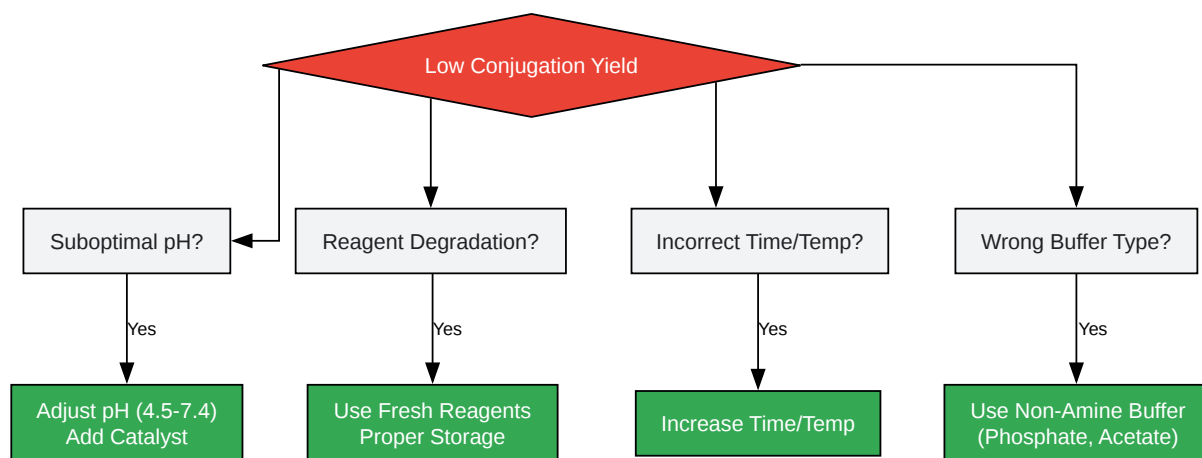 Low Conjugation Yield
Suboptimal pH?
Reagent Degradation?
Incorrect Time/Temp?
Wrong Buffer Type?
Yes
Yes
Yes
Yes
Adjust pH (4.5-7.4)
Add Catalyst
Use Fresh Reagents
Proper Storage
Increase Time/Temp
Use Non-Amine Buffer
(Phosphate, Acetate)